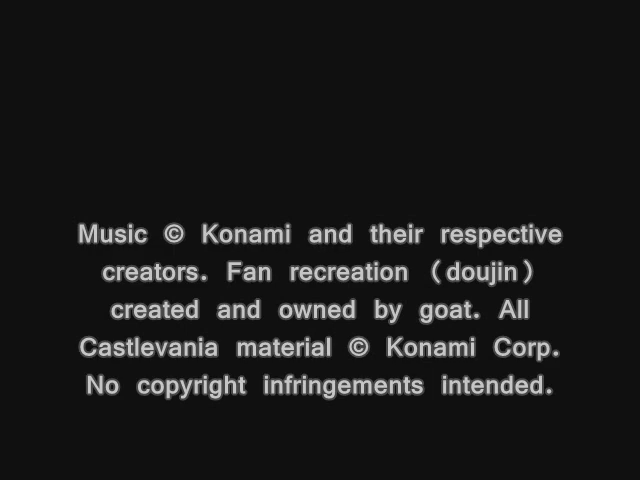 Music © Konami and their respective
creators. Fan recreation (doujin)
created and owned by goat. All
Castlevania material © Konami Corp.
No copyright infringements intended.